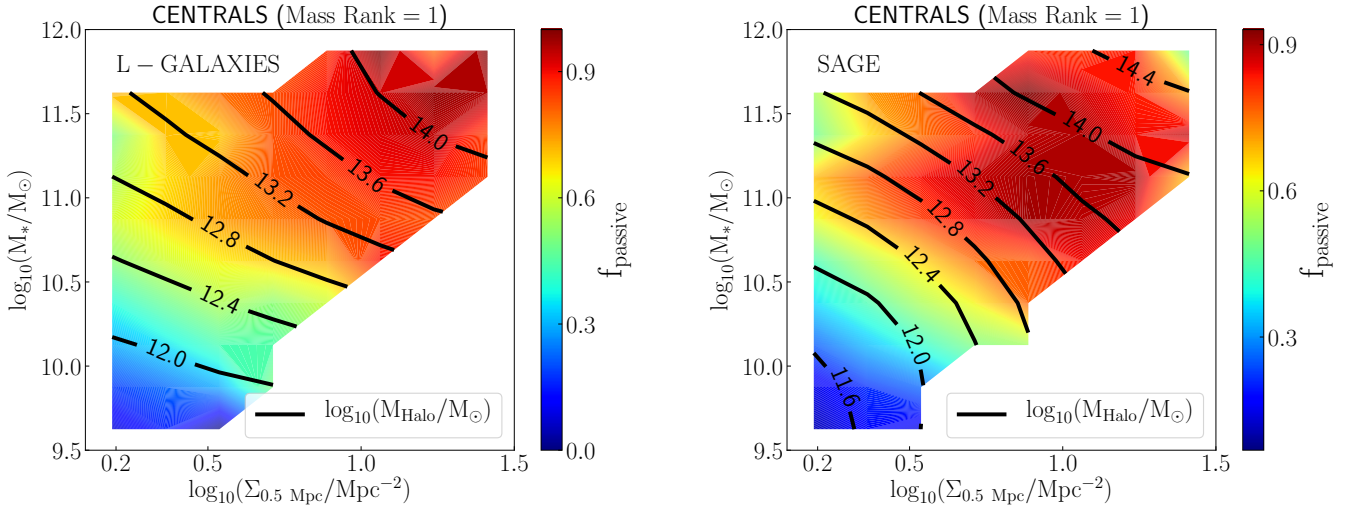 CENTRALS (Mass Rank = 1)
L − GALAXIES
12.0
11.5
11.0
10.5
10.0
9.5
log₁₀(M*/M⊙)
14.0
13.6
13.2
12.8
12.4
12.0
log₁₀(M_Halo/M⊙)
0.2 0.5 1.0 1.5
log₁₀(Σ₀.₅ Mpc/Mpc⁻²)
0.9
0.6
0.3
0.0
f_passive
CENTRALS (Mass Rank = 1)
SAGE
12.0
11.5
11.0
10.5
10.0
9.5
log₁₀(M*/M⊙)
14.4
14.0
13.6
13.2
12.8
12.4
12.0
11.6
log₁₀(M_Halo/M⊙)
0.2 0.5 1.0 1.5
log₁₀(Σ₀.₅ Mpc/Mpc⁻²)
0.9
0.6
0.3
f_passive